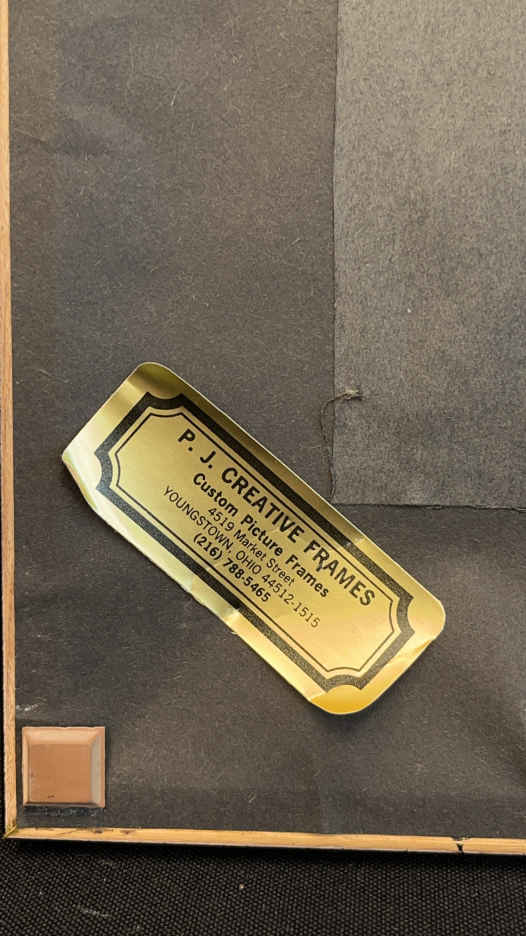 P. J. CREATIVE FRAMES
Custom Picture Frames
4519 Market Street
YOUNGSTOWN, OHIO 44512-1515
(216) 788-5465